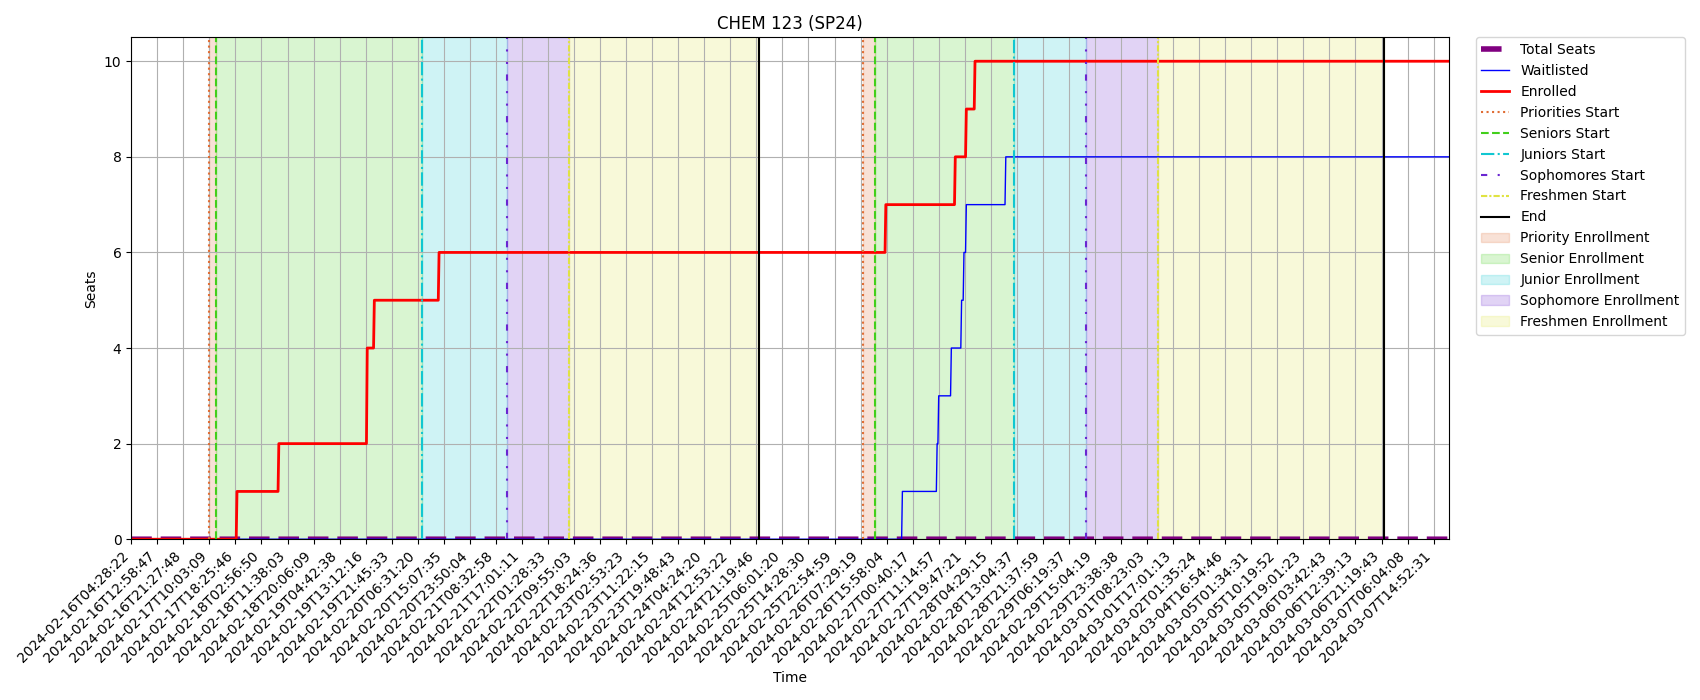 CHEM 123 (SP24)
Seats
10
8
6
4
2
0
2024-02-16T04:28:22
2024-02-16T12:58:47
2024-02-16T21:27:48
2024-02-17T10:03:09
2024-02-17T18:25:46
2024-02-18T02:56:50
2024-02-18T11:38:03
2024-02-18T20:06:09
2024-02-19T04:42:38
2024-02-19T13:12:16
2024-02-19T21:45:33
2024-02-20T06:31:20
2024-02-20T15:07:35
2024-02-20T23:50:04
2024-02-21T08:32:58
2024-02-21T17:01:11
2024-02-22T01:28:33
2024-02-22T09:55:03
2024-02-22T18:24:36
2024-02-23T02:53:23
2024-02-23T11:22:15
2024-02-23T19:48:43
2024-02-24T04:24:20
2024-02-24T12:53:22
2024-02-24T21:19:46
2024-02-25T06:01:20
2024-02-25T14:28:30
2024-02-25T22:54:59
2024-02-26T07:29:19
2024-02-26T15:58:04
2024-02-27T00:40:17
2024-02-27T11:14:57
2024-02-27T19:47:21
2024-02-28T04:29:15
2024-02-28T13:04:37
2024-02-28T21:37:59
2024-02-29T06:19:37
2024-02-29T15:04:19
2024-02-29T23:38:38
2024-03-01T08:23:03
2024-03-01T17:01:13
2024-03-02T01:35:24
2024-03-04T16:54:46
2024-03-05T01:34:31
2024-03-05T10:19:52
2024-03-05T19:01:23
2024-03-06T03:42:43
2024-03-06T12:39:13
2024-03-06T21:19:43
2024-03-07T06:04:08
2024-03-07T14:52:31
Time
Total Seats
Waitlisted
Enrolled
Priorities Start
Seniors Start
Juniors Start
Sophomores Start
Freshmen Start
End
Priority Enrollment
Senior Enrollment
Junior Enrollment
Sophomore Enrollment
Freshmen Enrollment